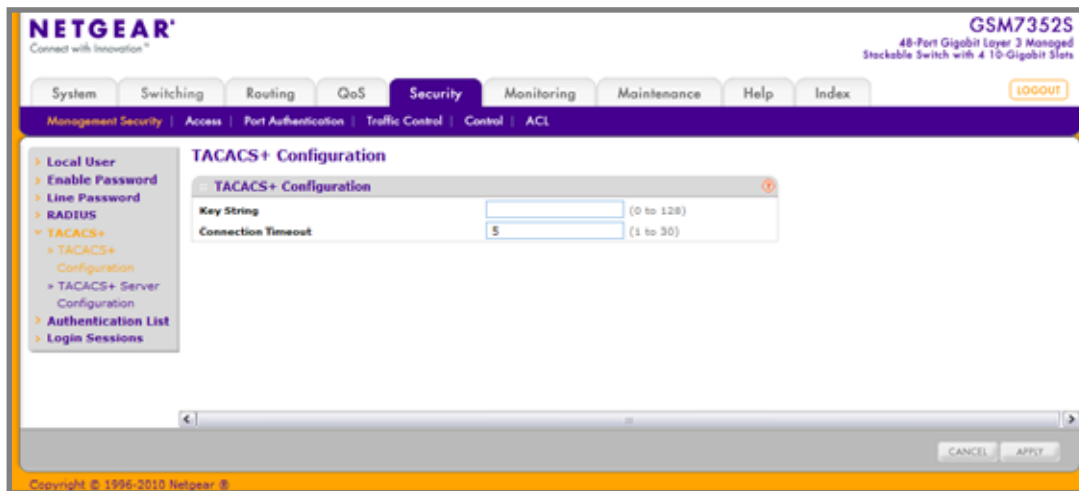 NETGEAR®
Connect with Innovation™
GSM7352S
48-Port Gigabit Layer 3 Managed
Stackable Switch with 4 10-Gigabit Slots
System Switching Routing QoS Security Monitoring Maintenance Help Index LOGOUT
Management Security | Access | Port Authentication | Traffic Control | Control | ACL
Local User
Enable Password
Line Password
RADIUS
TACACS+
» TACACS+
Configuration
» TACACS+ Server
Configuration
Authentication List
Login Sessions
TACACS+ Configuration
TACACS+ Configuration
Key String (0 to 128)
Connection Timeout 5 (1 to 30)
CANCEL APPLY
Copyright © 1996-2010 Netgear ®